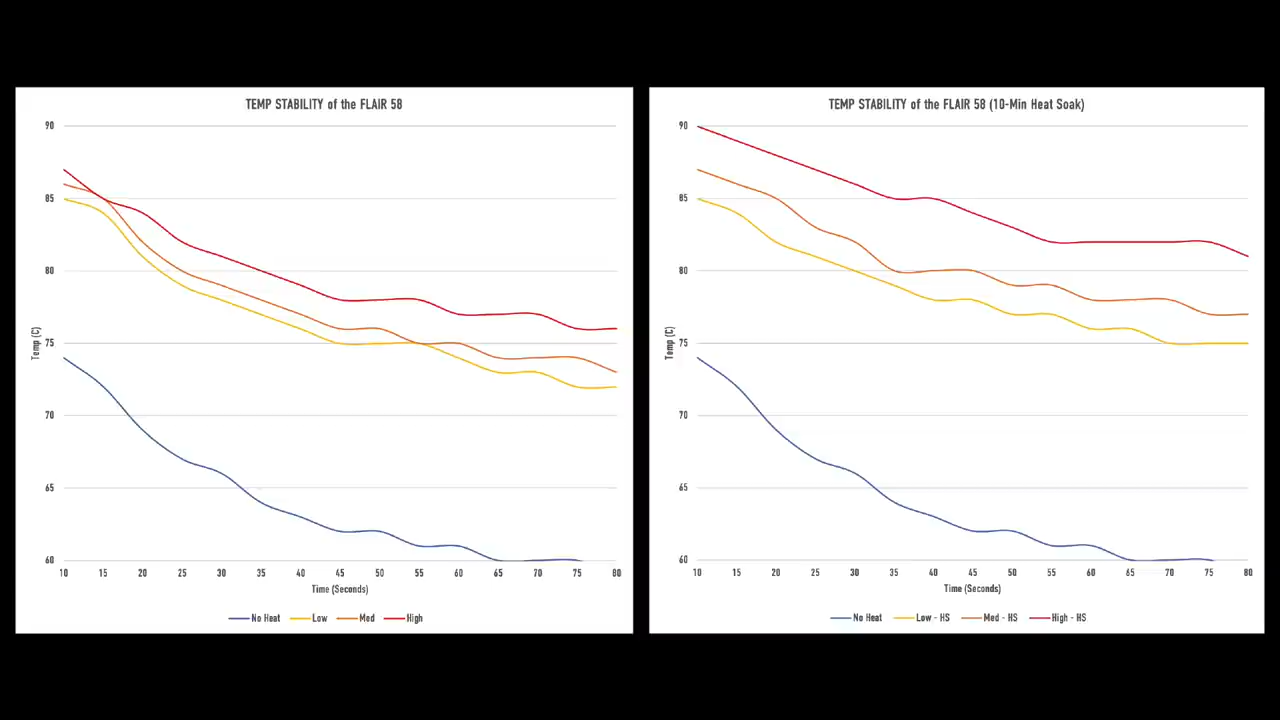 TEMP STABILITY of the FLAIR 58
90
85
80
75
70
65
60
Temp (C)
10 15 20 25 30 35 40 45 50 55 60 65 70 75 80
Time (Seconds)
No Heat Low Med High
TEMP STABILITY of the FLAIR 58 (10-Min Heat Soak)
90
85
80
75
70
65
60
Temp (C)
10 15 20 25 30 35 40 45 50 55 60 65 70 75 80
Time (Seconds)
No Heat Low - HS Med - HS High - HS